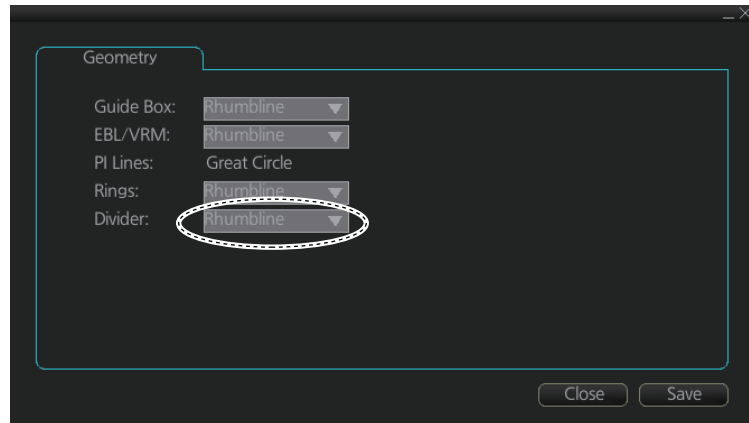 Geometry
Guide Box: Rhumbline
EBL/VRM: Rhumbline
PI Lines: Great Circle
Rings: Rhumbline
Divider: Rhumbline
Close Save